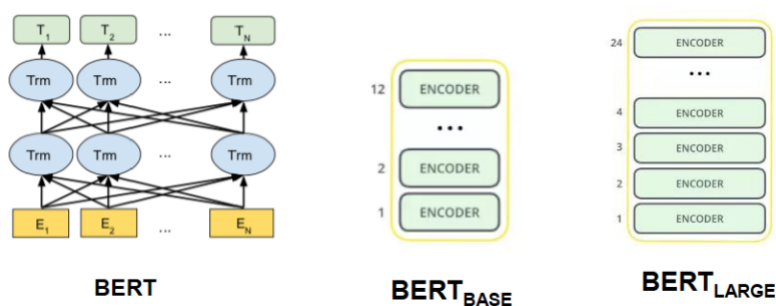 T1 T2 ... TN
Trm Trm ... Trm
Trm Trm ... Trm
E1 E2 ... EN
BERT
12 ENCODER
...
2 ENCODER
1 ENCODER
BERTBASE
24 ENCODER
...
4 ENCODER
3 ENCODER
2 ENCODER
1 ENCODER
BERTLARGE